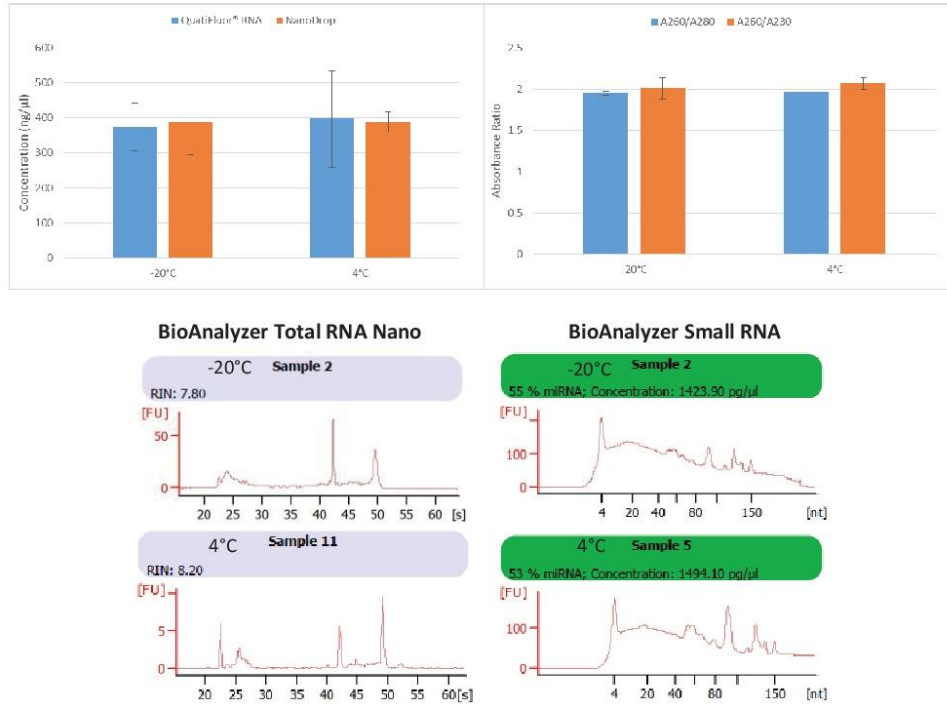 QuatiFluor® RNA NanoDrop
600
500
400
300
200
100
0
Concentration (ng/µl)
-20°C 4°C
A260/A280 A260/A230
2.5
2
1.5
1
0.5
0
Absorbance Ratio
20°C 4°C
BioAnalyzer Total RNA Nano
-20°C Sample 2
RIN: 7.80
[FU]
50
0
20 25 30 35 40 45 50 55 60 [s]
4°C Sample 11
RIN: 8.20
[FU]
5
0
20 25 30 35 40 45 50 55 60 [s]
BioAnalyzer Small RNA
-20°C Sample 2
55 % miRNA; Concentration: 1423.90 pg/µl
[FU]
100
0
4 20 40 80 150 [nt]
4°C Sample 5
53 % miRNA; Concentration: 1494.10 pg/µl
[FU]
100
0
4 20 40 80 150 [nt]